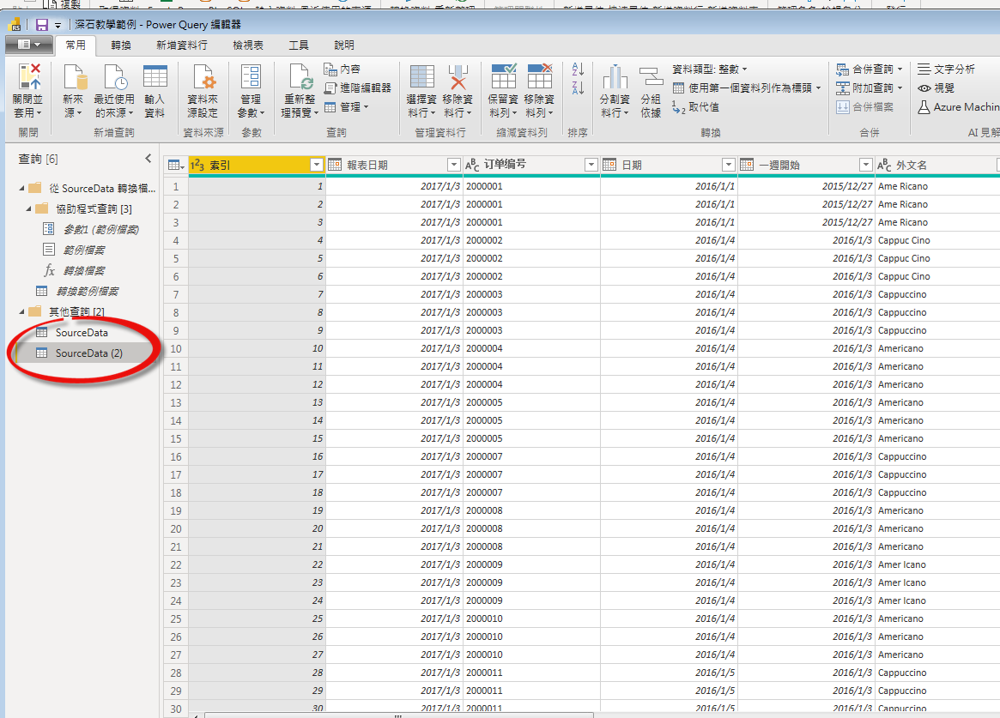 複製
深石教學範例 - Power Query 編輯器
常用 轉換 新增資料行 檢視表 工具 說明
關閉並套用 新來源 最近使用的來源 輸入資料 資料來源設定 管理參數 重新整理預覽 內容 進階編輯器 管理 選擇資料行 移除資料行 保留資料列 移除資料列 分割資料行 分組依據 資料類型: 整數 使用第一個資料列作為標頭 取代值 合併查詢 附加查詢 合併檔案 文字分析 視覺 Azure Machin
關閉 新增查詢 資料來源 參數 查詢 管理資料行 縮減資料列 排序 轉換 合併 AI 見解
查詢 [6]
從 SourceData 轉換檔...
協助程式查詢 [3]
參數1 (範例檔案)
範例檔案
fx 轉換檔案
轉換範例檔案
其他查詢 [2]
SourceData
SourceData (2)
索引 報表日期 订单编号 日期 一週開始 外文名
1 1 2017/1/3 2000001 2016/1/1 2015/12/27 Ame Ricano
2 2 2017/1/3 2000001 2016/1/1 2015/12/27 Ame Ricano
3 3 2017/1/3 2000001 2016/1/1 2015/12/27 Ame Ricano
4 4 2017/1/3 2000002 2016/1/4 2016/1/3 Cappuc Cino
5 5 2017/1/3 2000002 2016/1/4 2016/1/3 Cappuc Cino
6 6 2017/1/3 2000002 2016/1/4 2016/1/3 Cappuc Cino
7 7 2017/1/3 2000003 2016/1/4 2016/1/3 Cappuccino
8 8 2017/1/3 2000003 2016/1/4 2016/1/3 Cappuccino
9 9 2017/1/3 2000003 2016/1/4 2016/1/3 Cappuccino
10 10 2017/1/3 2000004 2016/1/4 2016/1/3 Americano
11 11 2017/1/3 2000004 2016/1/4 2016/1/3 Americano
12 12 2017/1/3 2000004 2016/1/4 2016/1/3 Americano
13 13 2017/1/3 2000005 2016/1/4 2016/1/3 Americano
14 14 2017/1/3 2000005 2016/1/4 2016/1/3 Americano
15 15 2017/1/3 2000005 2016/1/4 2016/1/3 Americano
16 16 2017/1/3 2000007 2016/1/4 2016/1/3 Cappuccino
17 17 2017/1/3 2000007 2016/1/4 2016/1/3 Cappuccino
18 18 2017/1/3 2000007 2016/1/4 2016/1/3 Cappuccino
19 19 2017/1/3 2000008 2016/1/4 2016/1/3 Americano
20 20 2017/1/3 2000008 2016/1/4 2016/1/3 Americano
21 21 2017/1/3 2000008 2016/1/4 2016/1/3 Americano
22 22 2017/1/3 2000009 2016/1/4 2016/1/3 Amer Icano
23 23 2017/1/3 2000009 2016/1/4 2016/1/3 Amer Icano
24 24 2017/1/3 2000009 2016/1/4 2016/1/3 Amer Icano
25 25 2017/1/3 2000010 2016/1/4 2016/1/3 Americano
26 26 2017/1/3 2000010 2016/1/4 2016/1/3 Americano
27 27 2017/1/3 2000010 2016/1/4 2016/1/3 Americano
28 28 2017/1/3 2000011 2016/1/5 2016/1/3 Cappuccino
29 29 2017/1/3 2000011 2016/1/5 2016/1/3 Cappuccino
30 30 2017/1/3 2000011 2016/1/5 2016/1/3 Cappuccino